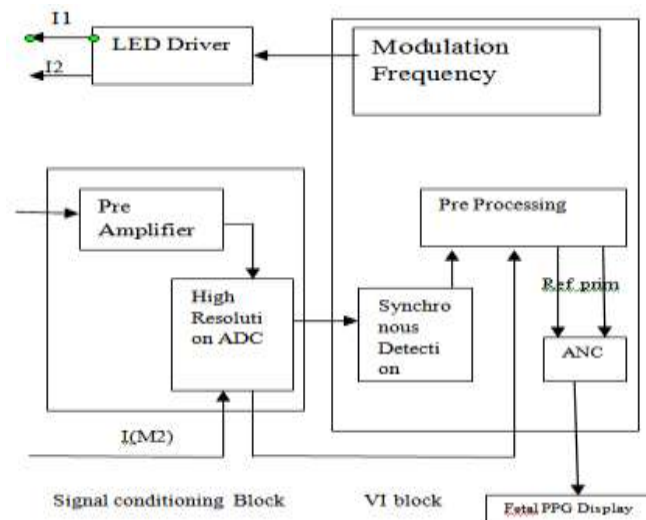 I1
LED Driver
I2
Modulation
Frequency
Pre
Amplifier
Pre Processing
High
Resoluti
on ADC
Synchro
nous
Detecti
on
Ref prim
ANC
I(M2)
Signal conditioning Block
VI block
Fetal PPG Display